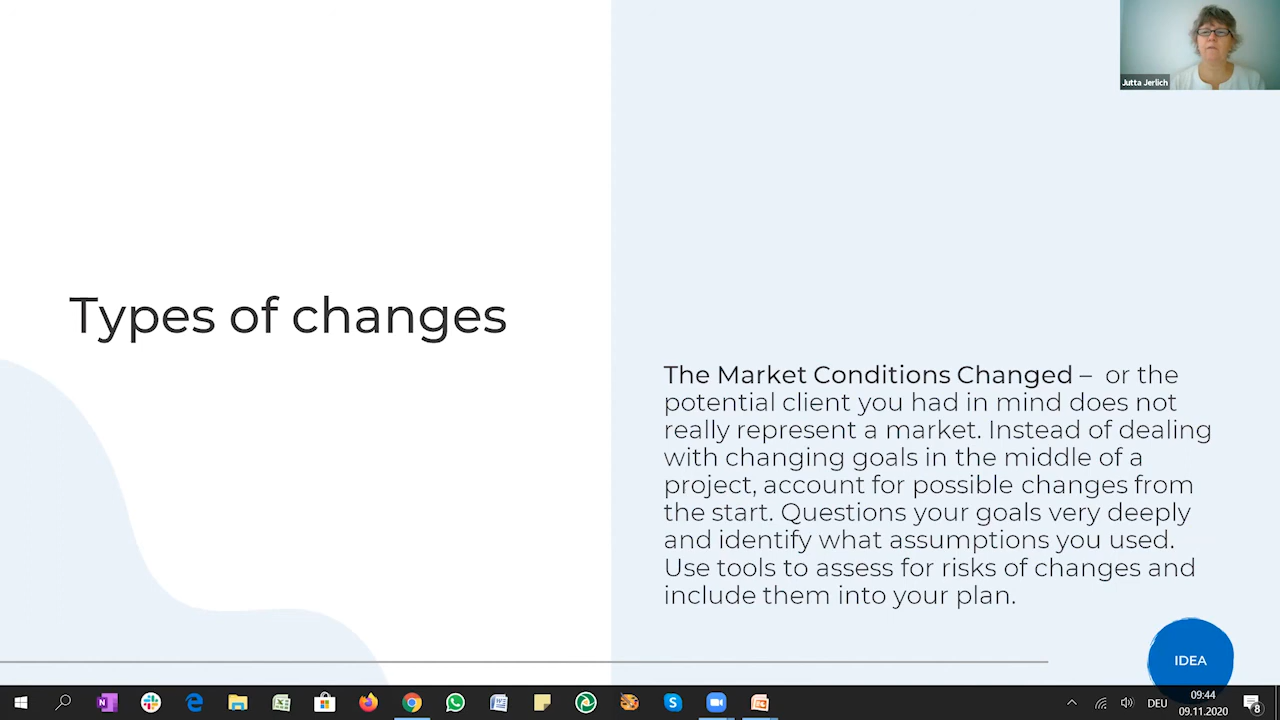 Jutta Jerlich
Types of changes
The Market Conditions Changed – or the
potential client you had in mind does not
really represent a market. Instead of dealing
with changing goals in the middle of a
project, account for possible changes from
the start. Questions your goals very deeply
and identify what assumptions you used.
Use tools to assess for risks of changes and
include them into your plan.
IDEA
DEU
09:44
09.11.2020
8